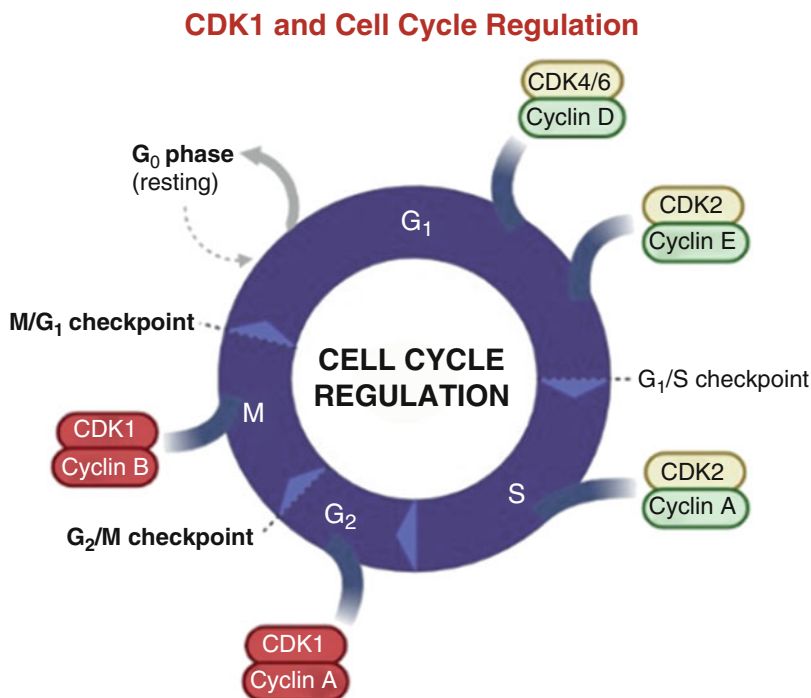 CDK1 and Cell Cycle Regulation
CDK4/6
Cyclin D
G₀ phase
(resting)
G₁
CDK2
Cyclin E
M/G₁ checkpoint
CELL CYCLE
REGULATION
G₁/S checkpoint
M
CDK1
Cyclin B
CDK2
Cyclin A
S
G₂
G₂/M checkpoint
CDK1
Cyclin A